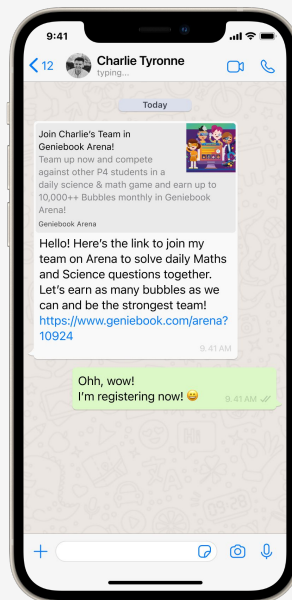 9:41
12
Charlie Tyronne
typing...
Today
Join Charlie's Team in
Geniebook Arena!
Team up now and compete
against other P4 students in a
daily science & math game and earn up to
10,000++ Bubbles monthly in Geniebook
Arena!
Geniebook Arena
Hello! Here's the link to join my
team on Arena to solve daily Maths
and Science questions together.
Let's earn as many bubbles as we
can and be the strongest team!
https://www.geniebook.com/arena?
10924
9:41 AM
Ohh, wow!
I'm registering now! 😄
9:41 AM